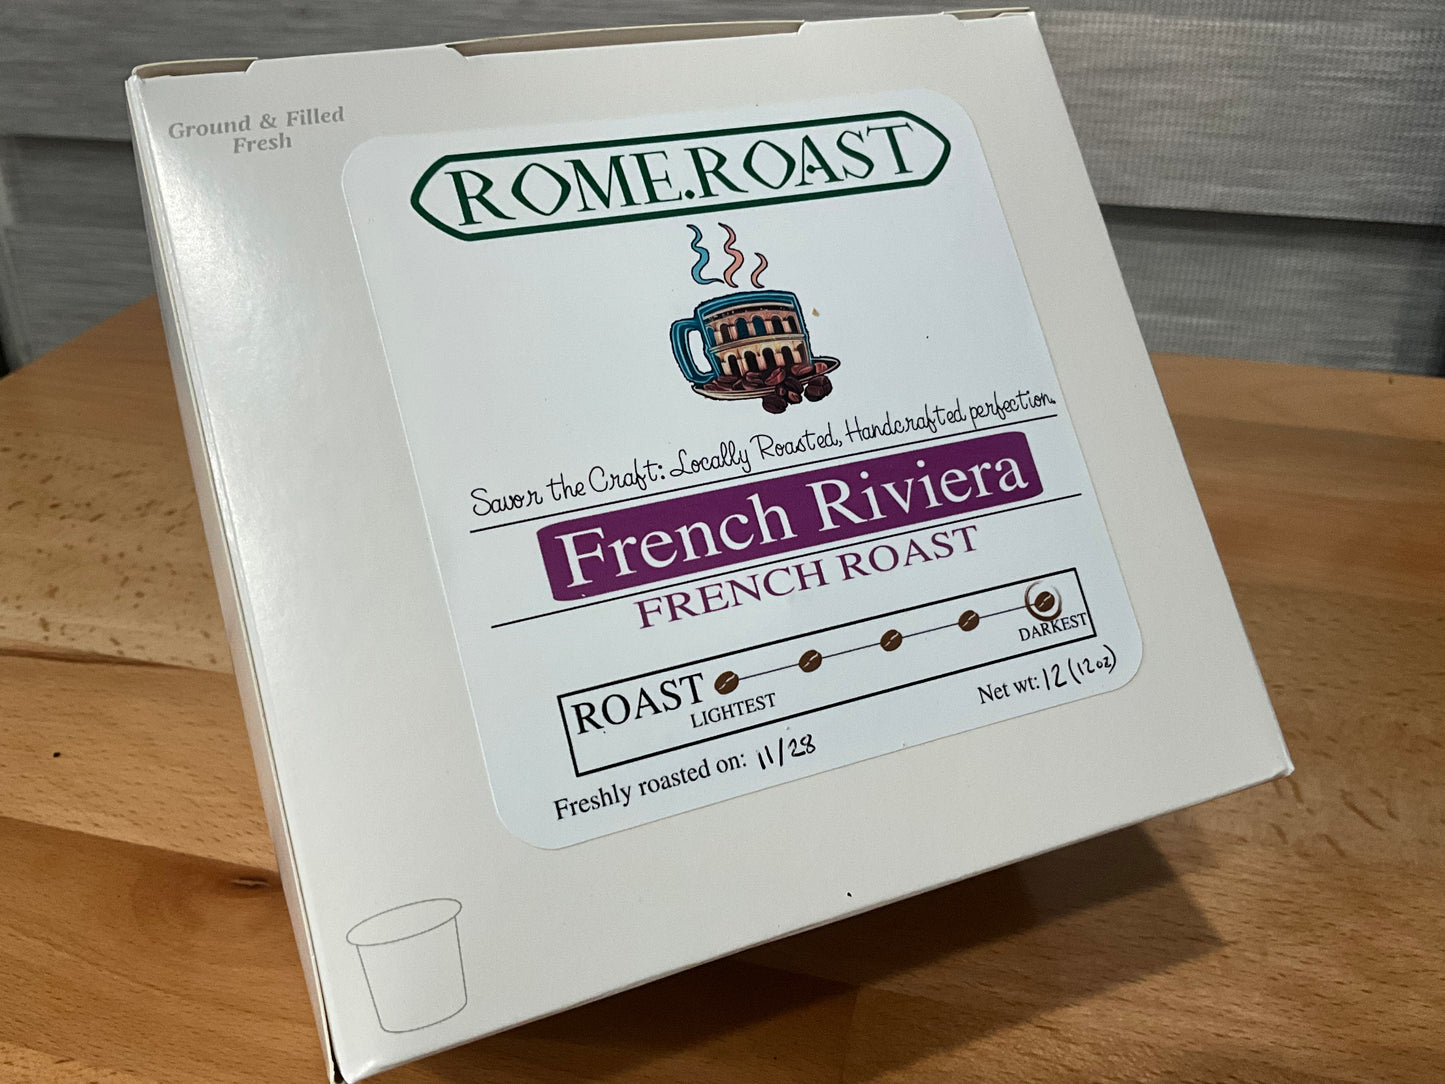 Ground & Filled
Fresh
ROME.ROAST
Savor the Craft: Locally Roasted, Handcrafted perfection.
French Riviera
FRENCH ROAST
ROAST
LIGHTEST
DARKEST
Net wt: 12 (12oz)
Freshly roasted on: 11/28